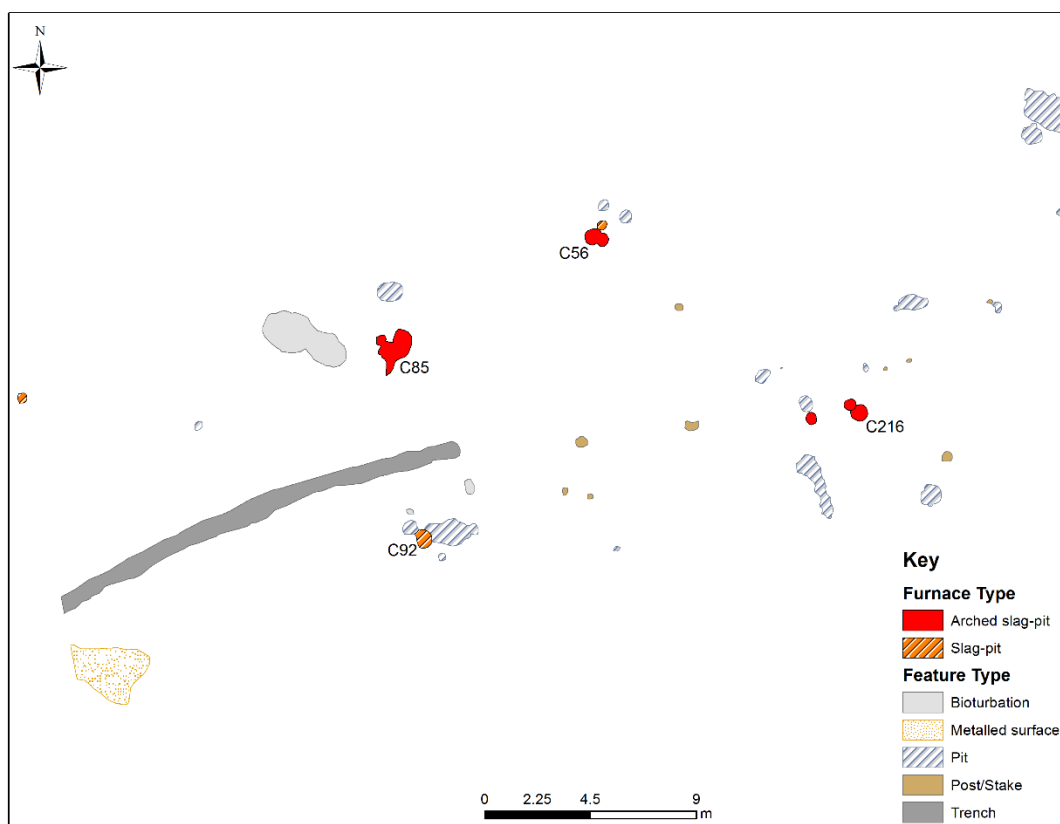 N
C56
C85
C216
C92
Key
Furnace Type
Arched slag-pit
Slag-pit
Feature Type
Bioturbation
Metalled surface
Pit
Post/Stake
Trench
0 2.25 4.5 9
m